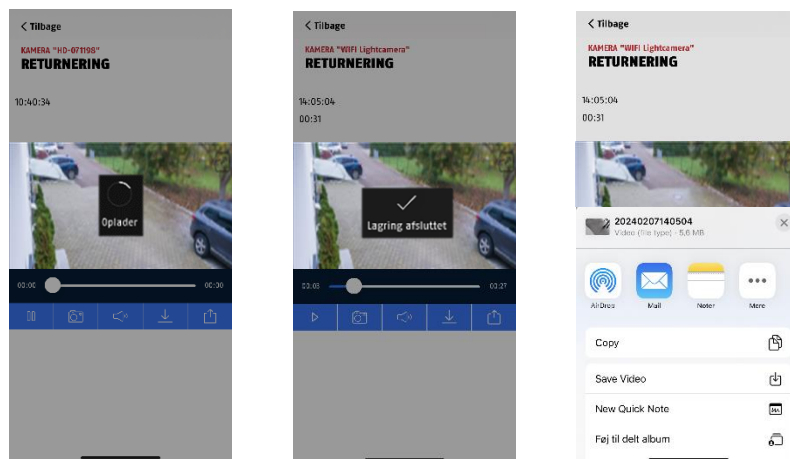 < Tilbage
KAMERA "HD-071198"
RETURNERING
10:40:34
Oplader
00:00
00:00
< Tilbage
KAMERA "WIFI Lightcamera"
RETURNERING
14:05:04
00:31
Lagring afsluttet
03:27
< Tilbage
KAMERA "WIFI Lightcamera"
RETURNERING
14:05:04
00:31
20240207140504
Video (file type) - 5,6 MB
AirDrop
Mail
Noter
Mere
Copy
Save Video
New Quick Note
Føj til delt album